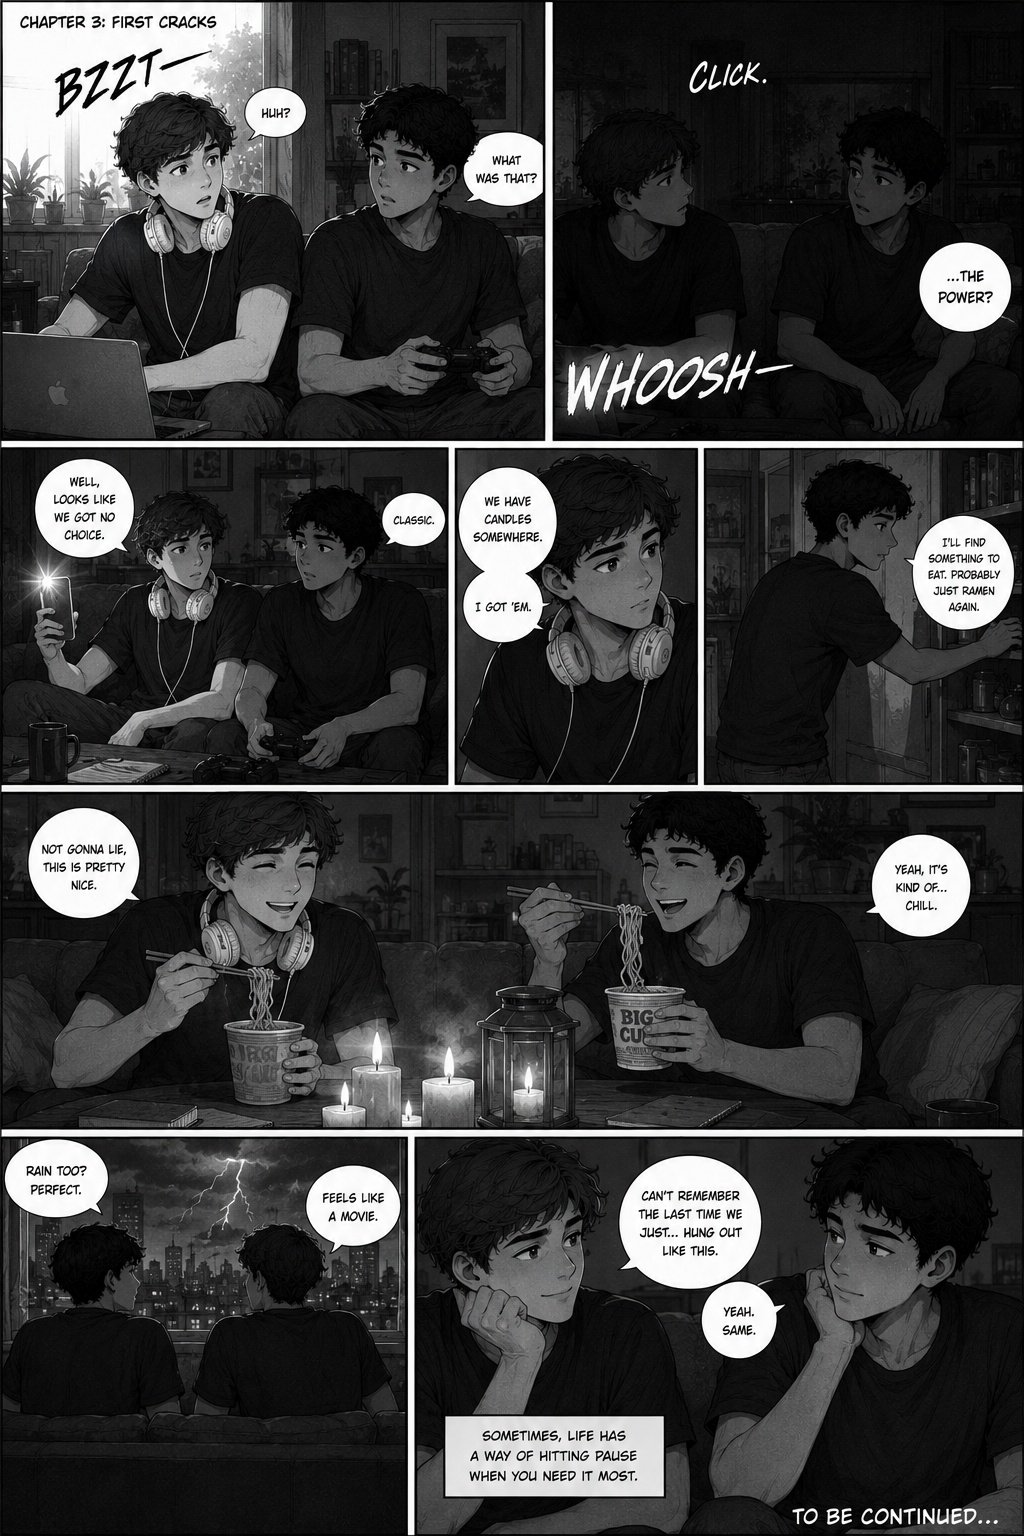 CHAPTER 3: FIRST CRACKS
BZZT—
HUH?
WHAT
WAS THAT?
CLICK.
...THE
POWER?
WHOOSH—
WELL,
LOOKS LIKE
WE GOT NO
CHOICE.
CLASSIC.
WE HAVE
CANDLES
SOMEWHERE.
I GOT 'EM.
I'LL FIND
SOMETHING TO
EAT. PROBABLY
JUST RAMEN
AGAIN.
NOT GONNA LIE,
THIS IS PRETTY
NICE.
YEAH, IT'S
KIND OF...
CHILL.
BIG
RAIN TOO?
PERFECT.
FEELS LIKE
A MOVIE.
CAN'T REMEMBER
THE LAST TIME WE
JUST... HUNG OUT
LIKE THIS.
YEAH.
SAME.
SOMETIMES, LIFE HAS
A WAY OF HITTING PAUSE
WHEN YOU NEED IT MOST.
TO BE CONTINUED...